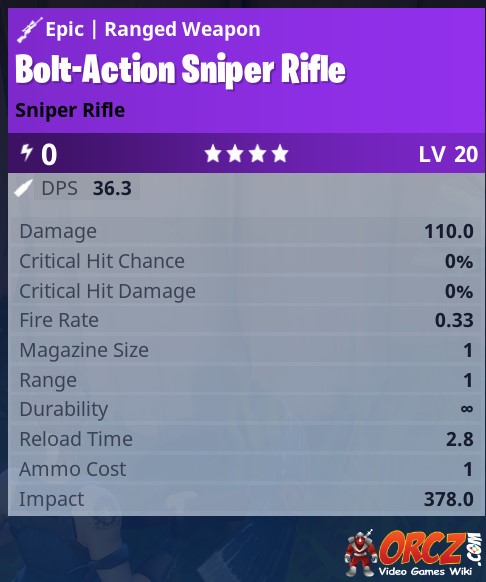 Epic | Ranged Weapon
Bolt-Action Sniper Rifle
Sniper Rifle
0 ★★★★ LV 20
DPS 36.3
Damage 110.0
Critical Hit Chance 0%
Critical Hit Damage 0%
Fire Rate 0.33
Magazine Size 1
Range 1
Durability ∞
Reload Time 2.8
Ammo Cost 1
Impact 378.0
ORCZ.COM
Video Games Wiki